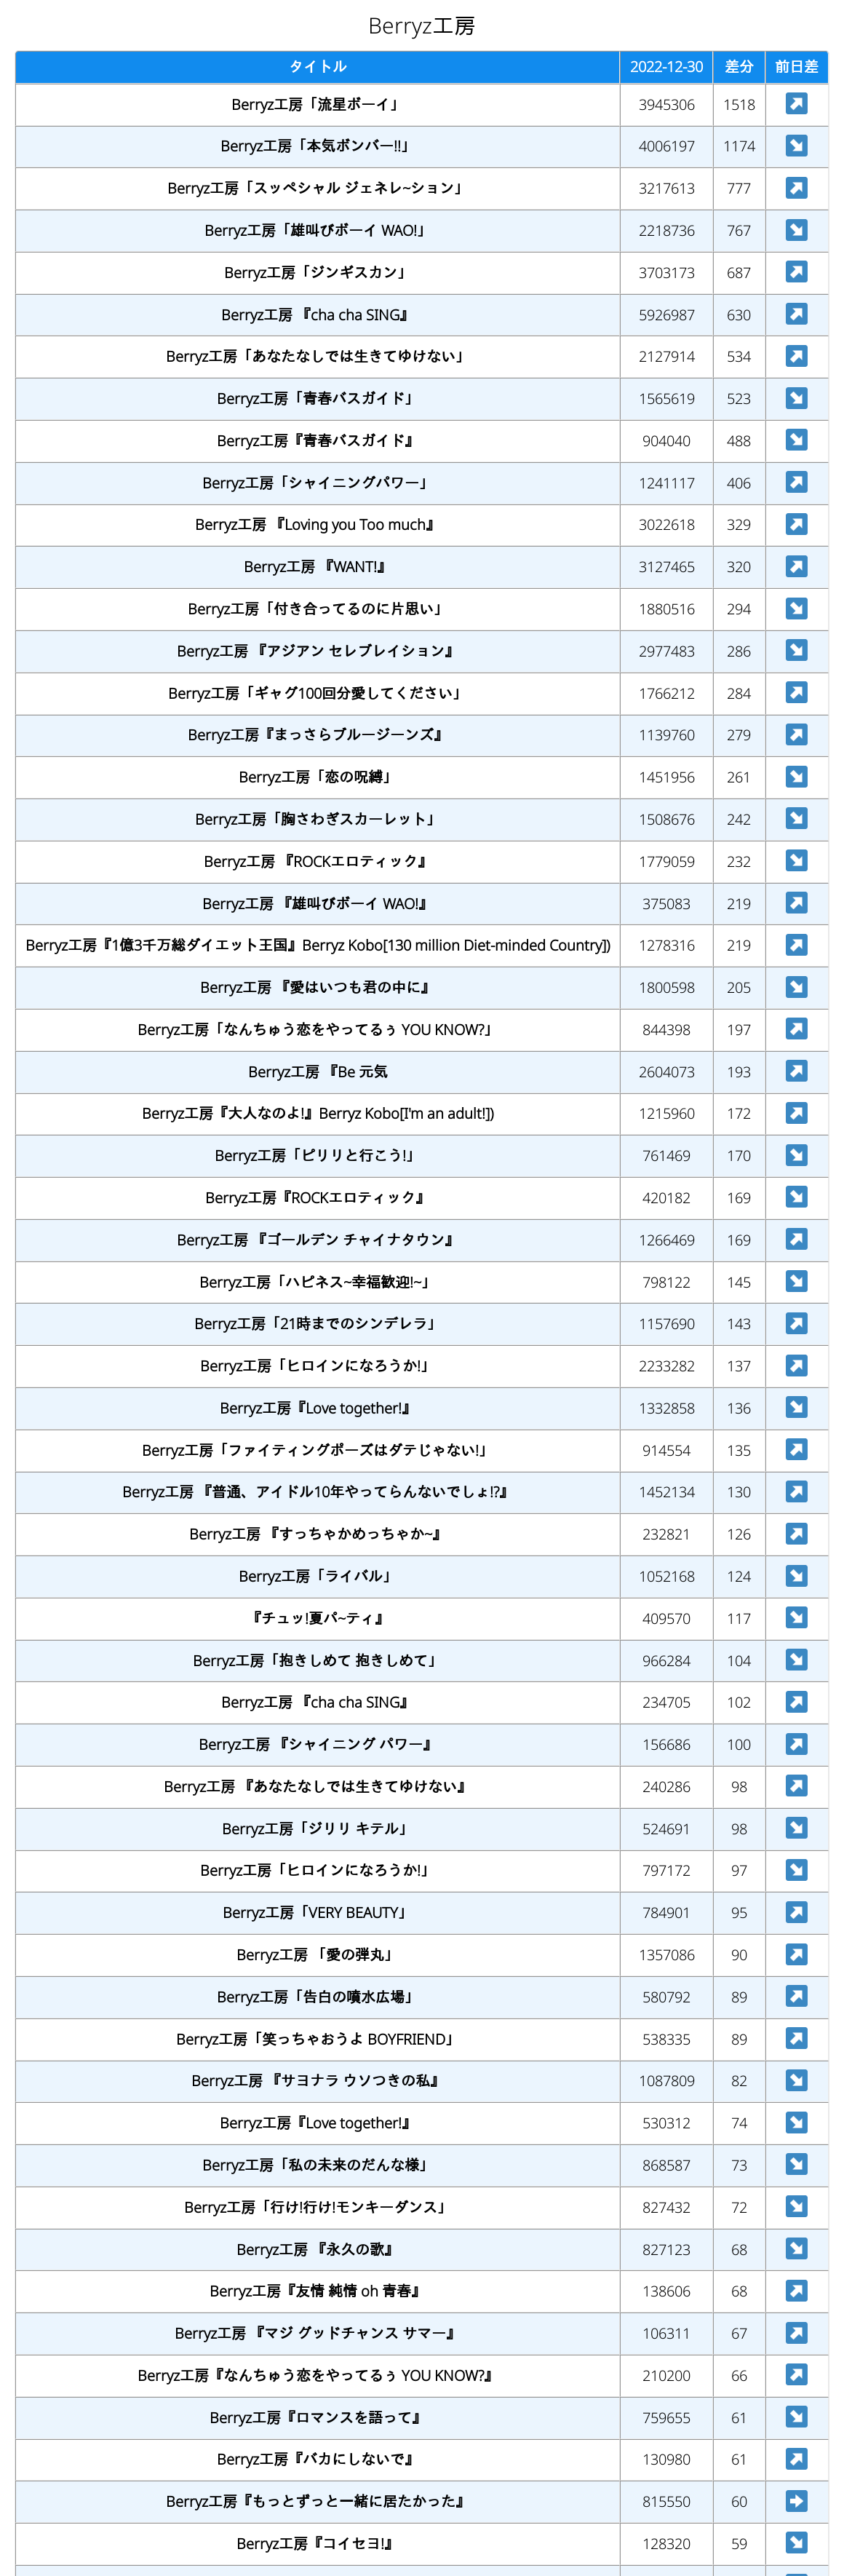 Berryz工房
タイトル 2022-12-30 差分 前日差
Berryz工房「流星ボーイ」 3945306 1518
Berryz工房「本気ボンバー!!」 4006197 1174
Berryz工房「スッペシャル ジェネレ~ション」 3217613 777
Berryz工房「雄叫びボーイ WAO!」 2218736 767
Berryz工房「ジンギスカン」 3703173 687
Berryz工房 『cha cha SING』 5926987 630
Berryz工房「あなたなしでは生きてゆけない」 2127914 534
Berryz工房「青春バスガイド」 1565619 523
Berryz工房『青春バスガイド』 904040 488
Berryz工房「シャイニングパワー」 1241117 406
Berryz工房 『Loving you Too much』 3022618 329
Berryz工房 『WANT!』 3127465 320
Berryz工房「付き合ってるのに片思い」 1880516 294
Berryz工房 『アジアン セレブレイション』 2977483 286
Berryz工房「ギャグ100回分愛してください」 1766212 284
Berryz工房『まっさらブルージーンズ』 1139760 279
Berryz工房「恋の呪縛」 1451956 261
Berryz工房「胸さわぎスカーレット」 1508676 242
Berryz工房 『ROCKエロティック』 1779059 232
Berryz工房 『雄叫びボーイ WAO!』 375083 219
Berryz工房『1億3千万総ダイエット王国』Berryz Kobo[130 million Diet-minded Country]) 1278316 219
Berryz工房 『愛はいつも君の中に』 1800598 205
Berryz工房「なんちゅう恋をやってるぅ YOU KNOW?」 844398 197
Berryz工房 『Be 元気 2604073 193
Berryz工房『大人なのよ!』Berryz Kobo[I'm an adult!]) 1215960 172
Berryz工房「ピリリと行こう!」 761469 170
Berryz工房『ROCKエロティック』 420182 169
Berryz工房 『ゴールデン チャイナタウン』 1266469 169
Berryz工房「ハピネス~幸福歓迎!~」 798122 145
Berryz工房「21時までのシンデレラ」 1157690 143
Berryz工房「ヒロインになろうか!」 2233282 137
Berryz工房『Love together!』 1332858 136
Berryz工房「ファイティングポーズはダテじゃない!」 914554 135
Berryz工房 『普通、アイドル10年やってらんないでしょ!?』 1452134 130
Berryz工房 『すっちゃかめっちゃか~』 232821 126
Berryz工房「ライバル」 1052168 124
『チュッ!夏パ~ティ』 409570 117
Berryz工房「抱きしめて 抱きしめて」 966284 104
Berryz工房 『cha cha SING』 234705 102
Berryz工房 『シャイニング パワー』 156686 100
Berryz工房 『あなたなしでは生きてゆけない』 240286 98
Berryz工房「ジリリ キテル」 524691 98
Berryz工房「ヒロインになろうか!」 797172 97
Berryz工房「VERY BEAUTY」 784901 95
Berryz工房 「愛の弾丸」 1357086 90
Berryz工房「告白の噴水広場」 580792 89
Berryz工房「笑っちゃおうよ BOYFRIEND」 538335 89
Berryz工房 『サヨナラ ウソつきの私』 1087809 82
Berryz工房『Love together!』 530312 74
Berryz工房「私の未来のだんな様」 868587 73
Berryz工房「行け!行け!モンキーダンス」 827432 72
Berryz工房 『永久の歌』 827123 68
Berryz工房『友情 純情 oh 青春』 138606 68
Berryz工房 『マジ グッドチャンス サマー』 106311 67
Berryz工房『なんちゅう恋をやってるぅ YOU KNOW?』 210200 66
Berryz工房『ロマンスを語って』 759655 61
Berryz工房『バカにしないで』 130980 61
Berryz工房『もっとずっと一緒に居たかった』 815550 60
Berryz工房『コイセヨ!』 128320 59